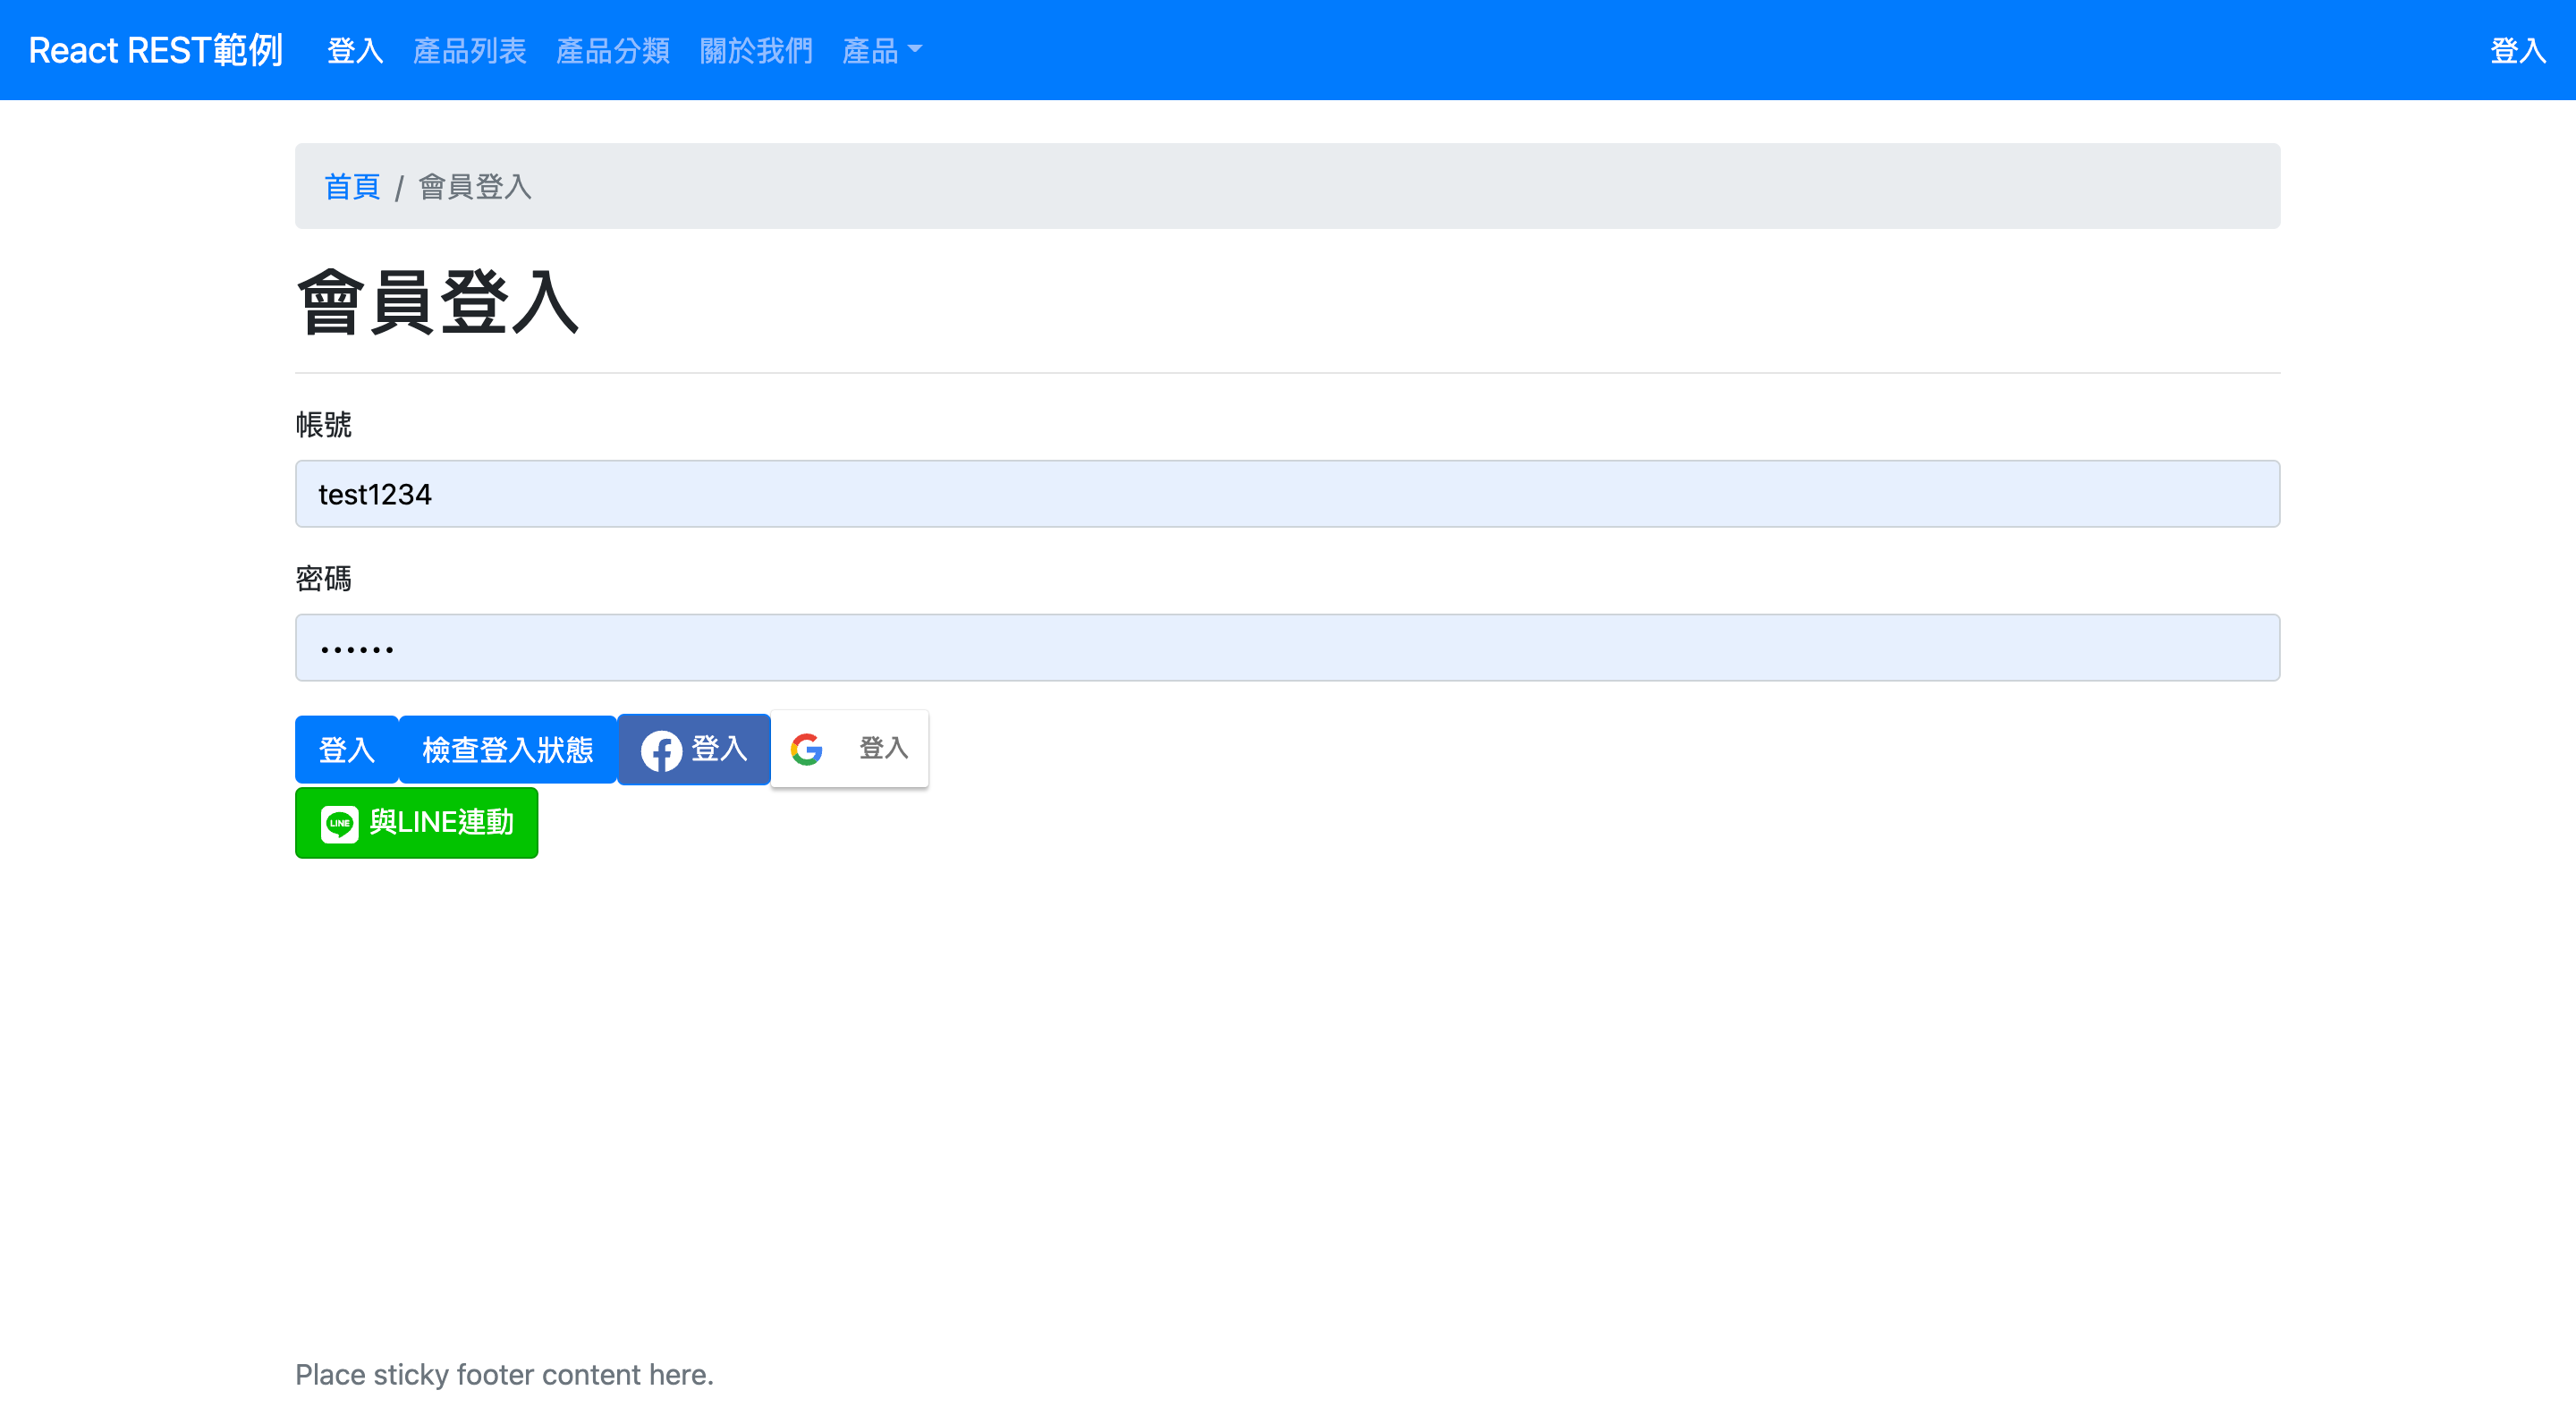 React REST範例 登入 產品列表 產品分類 關於我們 產品 登入
首頁 / 會員登入
會員登入
帳號
test1234
密碼
••••••
登入 檢查登入狀態 登入 登入
LINE 與LINE連動
Place sticky footer content here.